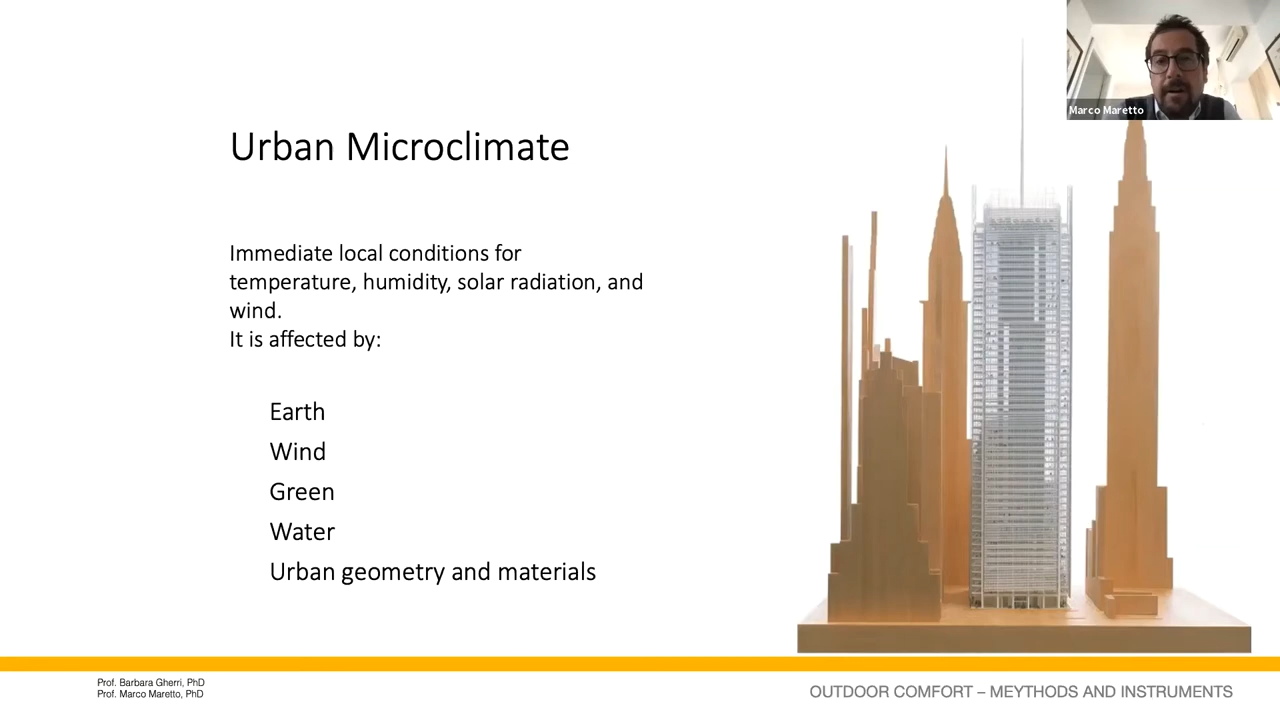 Marco Maretto
Urban Microclimate
Immediate local conditions for
temperature, humidity, solar radiation, and
wind.
It is affected by:
Earth
Wind
Green
Water
Urban geometry and materials
Prof. Barbara Gherri, PhD
Prof. Marco Maretto, PhD
OUTDOOR COMFORT – MEYTHODS AND INSTRUMENTS